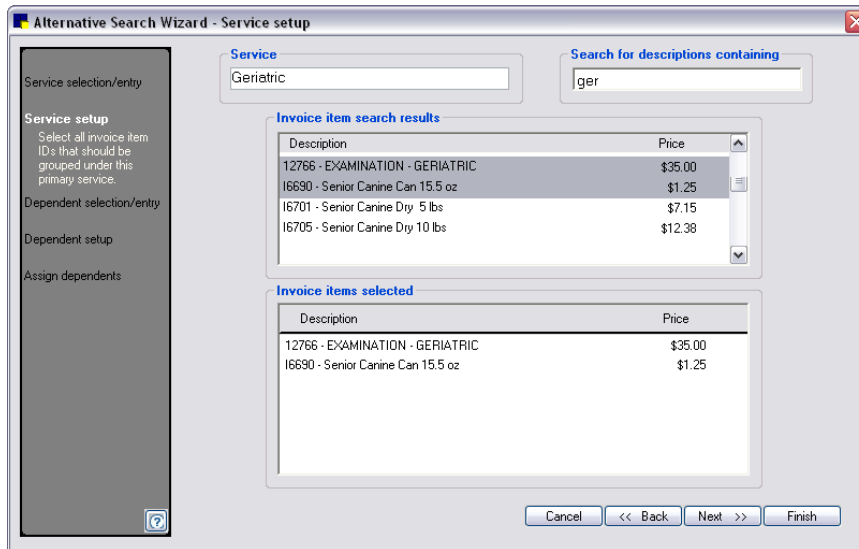 Alternative Search Wizard - Service setup
Service selection/entry
Service setup
Select all invoice item
IDs that should be
grouped under this
primary service.
Dependent selection/entry
Dependent setup
Assign dependents
Service
Geriatric
Search for descriptions containing
ger
Invoice item search results
Description Price
12766 - EXAMINATION - GERIATRIC $35.00
I6690 - Senior Canine Can 15.5 oz $1.25
I6701 - Senior Canine Dry 5 lbs $7.15
I6705 - Senior Canine Dry 10 lbs $12.38
Invoice items selected
Description Price
12766 - EXAMINATION - GERIATRIC $35.00
I6690 - Senior Canine Can 15.5 oz $1.25
Cancel << Back Next >> Finish